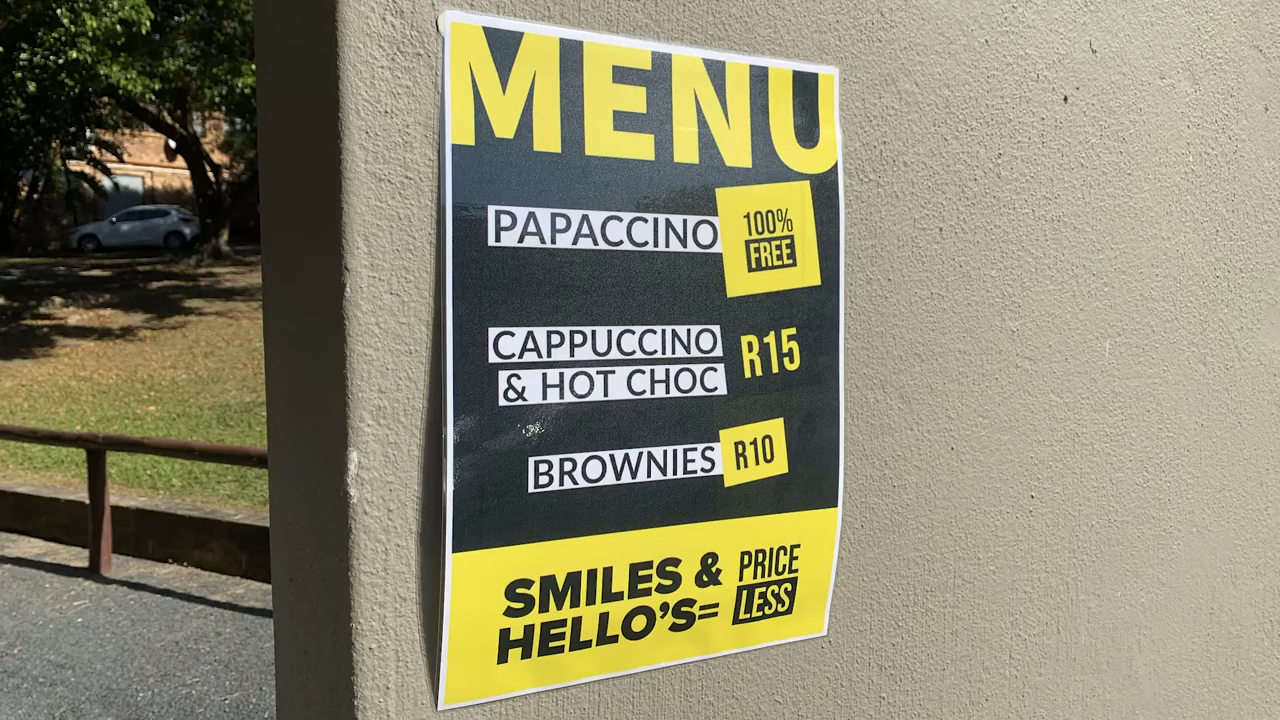 MENU
PAPACCINO 100% FREE
CAPPUCCINO
& HOT CHOC R15
BROWNIES R10
SMILES & PRICE
HELLO'S= LESS